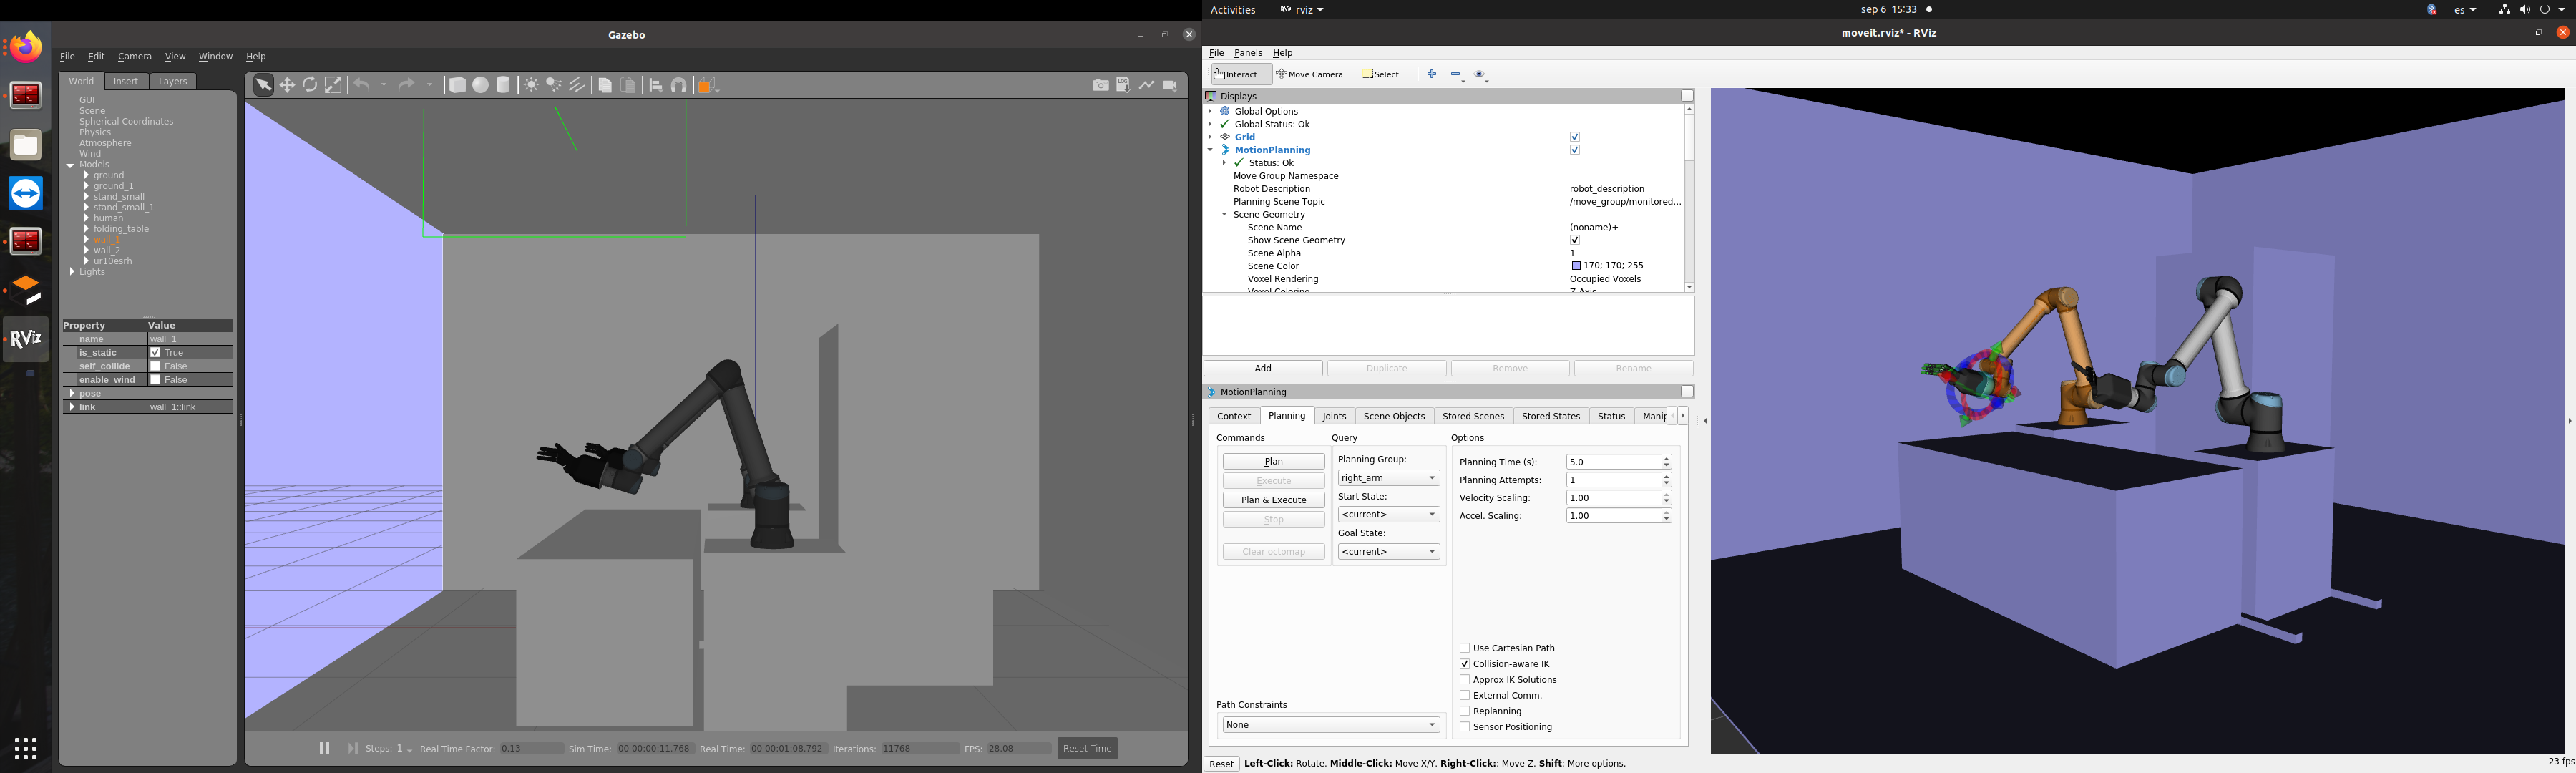 Gazebo
File Edit Camera View Window Help
World Insert Layers
GUI
Scene
Spherical Coordinates
Physics
Atmosphere
Wind
Models
ground
ground_1
stand_small
stand_small_1
human
folding_table
wall_1
wall_2
ur10esrh
Lights
Property Value
name wall_1
is_static True
self_collide False
enable_wind False
pose
link wall_1::link
LOG
Steps: 1 Real Time Factor: 0.13 Sim Time: 00 00:00:11.768 Real Time: 00 00:01:08.792 Iterations: 11768 FPS: 28.08 Reset Time
RViz
Activities RViz rviz sep 6 15:33 es
moveit.rviz* - RViz
File Panels Help
Interact Move Camera Select
Displays
Global Options
Global Status: Ok
Grid
MotionPlanning
Status: Ok
Move Group Namespace
Robot Description robot_description
Planning Scene Topic /move_group/monitored...
Scene Geometry
Scene Name (noname)+
Show Scene Geometry
Scene Alpha 1
Scene Color 170; 170; 255
Voxel Rendering Occupied Voxels
Voxel Coloring Z-Axis
Add Duplicate Remove Rename
MotionPlanning
Context Planning Joints Scene Objects Stored Scenes Stored States Status Manip
Commands Query Options
Plan
Execute
Plan & Execute
Stop
Clear octomap
Planning Group:
right_arm
Start State:
<current>
Goal State:
<current>
Planning Time (s): 5.0
Planning Attempts: 1
Velocity Scaling: 1.00
Accel. Scaling: 1.00
Use Cartesian Path
Collision-aware IK
Approx IK Solutions
External Comm.
Replanning
Sensor Positioning
Path Constraints
None
Reset Left-Click: Rotate. Middle-Click: Move X/Y. Right-Click:: Move Z. Shift: More options. 23 fps